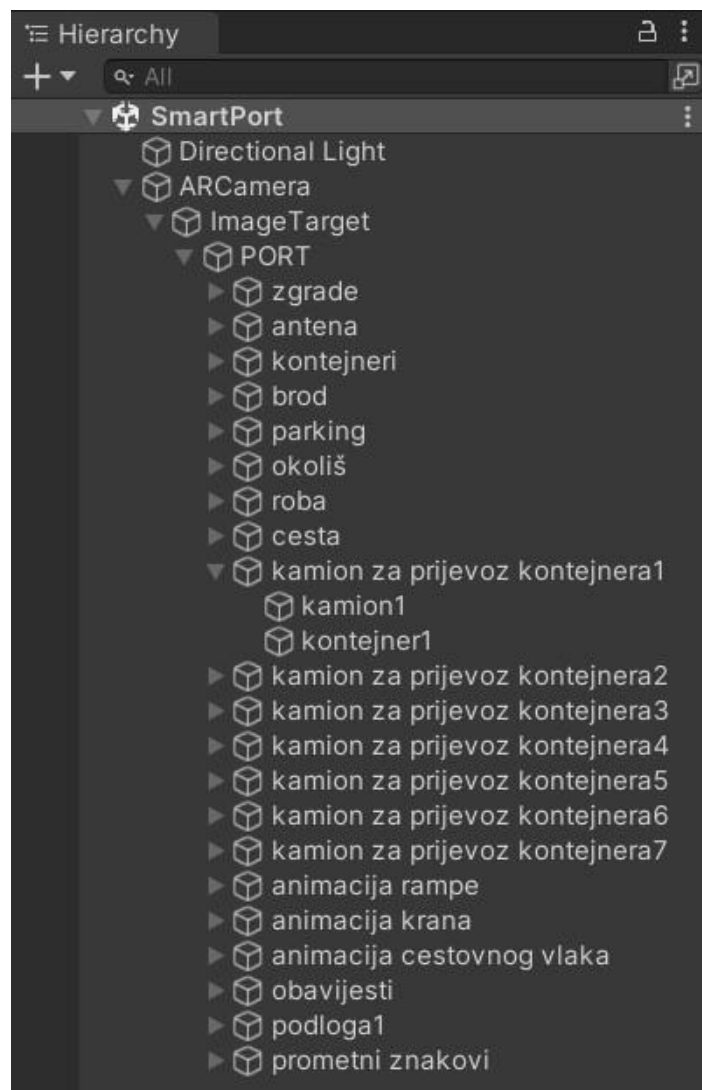 Hierarchy
All
SmartPort
Directional Light
ARCamera
ImageTarget
PORT
zgrade
antena
kontejneri
brod
parking
okoliš
roba
cesta
kamion za prijevoz kontejnera1
kamion1
kontejner1
kamion za prijevoz kontejnera2
kamion za prijevoz kontejnera3
kamion za prijevoz kontejnera4
kamion za prijevoz kontejnera5
kamion za prijevoz kontejnera6
kamion za prijevoz kontejnera7
animacija rampe
animacija krana
animacija cestovnog vlaka
obavijesti
podloga1
prometni znakovi